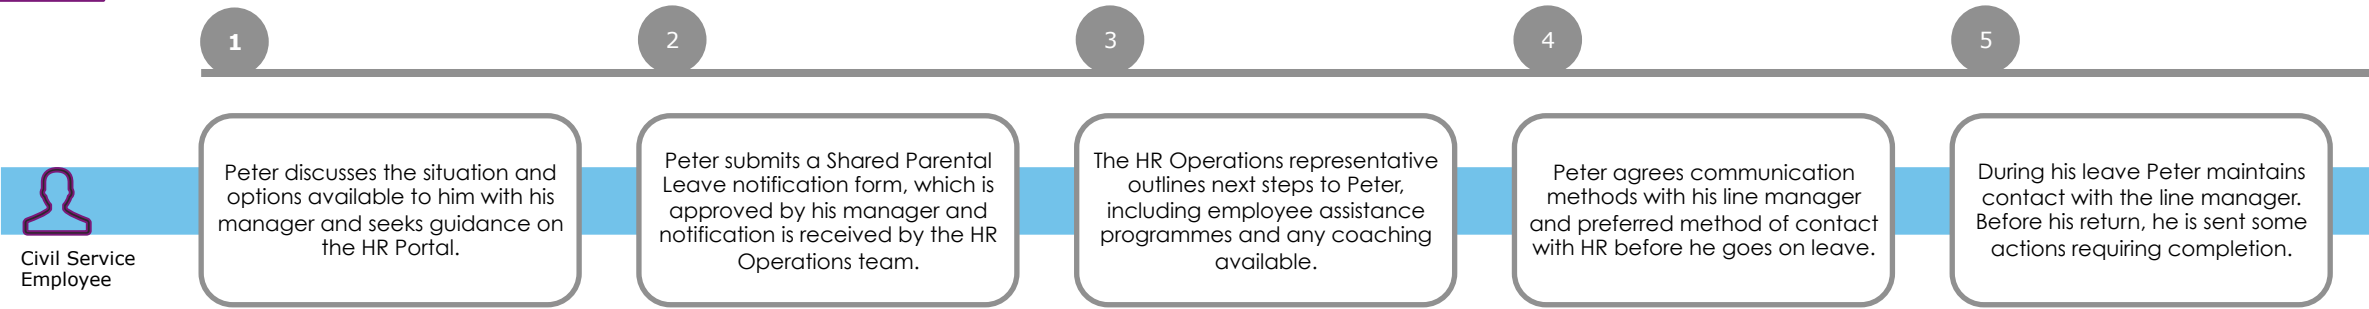 1
2
3
4
5
Civil Service
Employee
Peter discusses the situation and
options available to him with his
manager and seeks guidance on
the HR Portal.
Peter submits a Shared Parental
Leave notification form, which is
approved by his manager and
notification is received by the HR
Operations team.
The HR Operations representative
outlines next steps to Peter,
including employee assistance
programmes and any coaching
available.
Peter agrees communication
methods with his line manager
and preferred method of contact
with HR before he goes on leave.
During his leave Peter maintains
contact with the line manager.
Before his return, he is sent some
actions requiring completion.